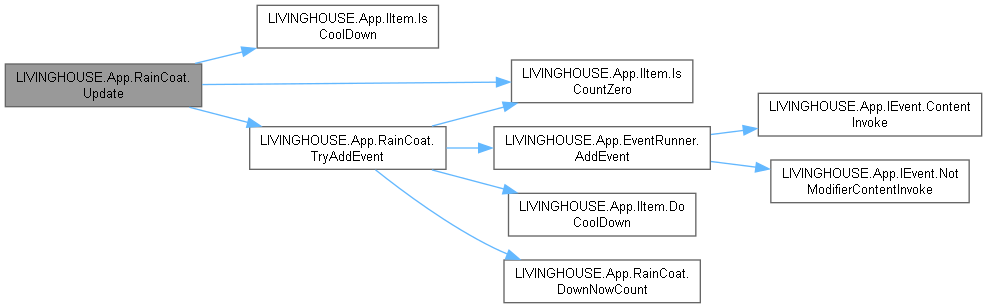 LIVINGHOUSE.App.IItem.Is
CoolDown
LIVINGHOUSE.App.RainCoat.
Update
LIVINGHOUSE.App.IItem.Is
CountZero
LIVINGHOUSE.App.RainCoat.
TryAddEvent
LIVINGHOUSE.App.EventRunner.
AddEvent
LIVINGHOUSE.App.IEvent.Content
Invoke
LIVINGHOUSE.App.IEvent.Not
ModifierContentInvoke
LIVINGHOUSE.App.IItem.Do
CoolDown
LIVINGHOUSE.App.RainCoat.
DownNowCount